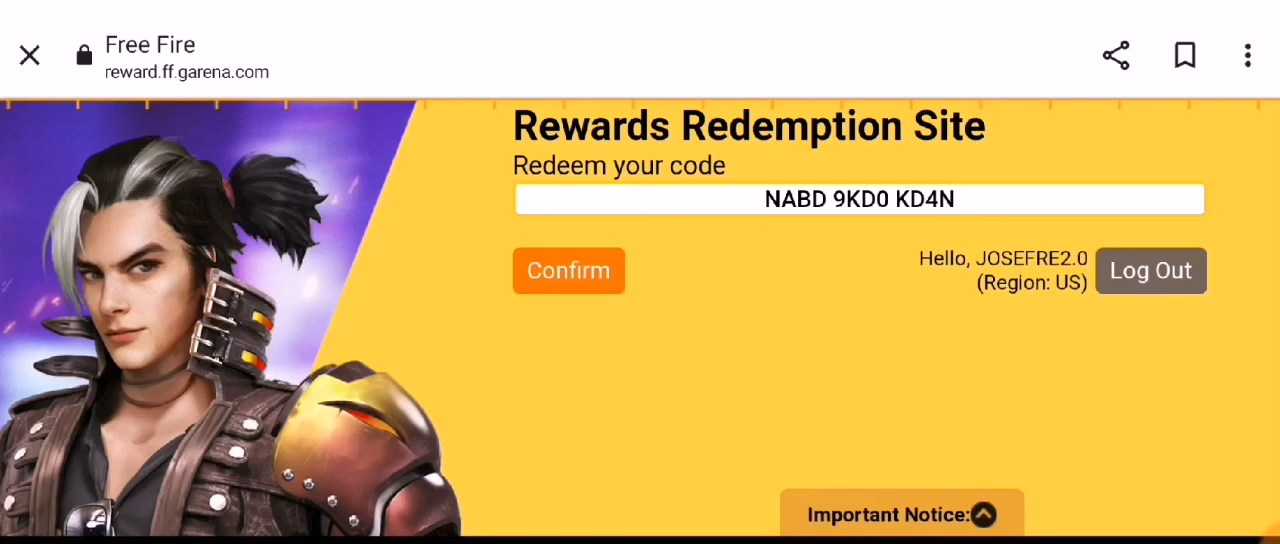 Free Fire
reward.ff.garena.com
Rewards Redemption Site
Redeem your code
NABD 9KD0 KD4N
Confirm
Hello, JOSEFRE2.0
(Region: US)
Log Out
Important Notice: